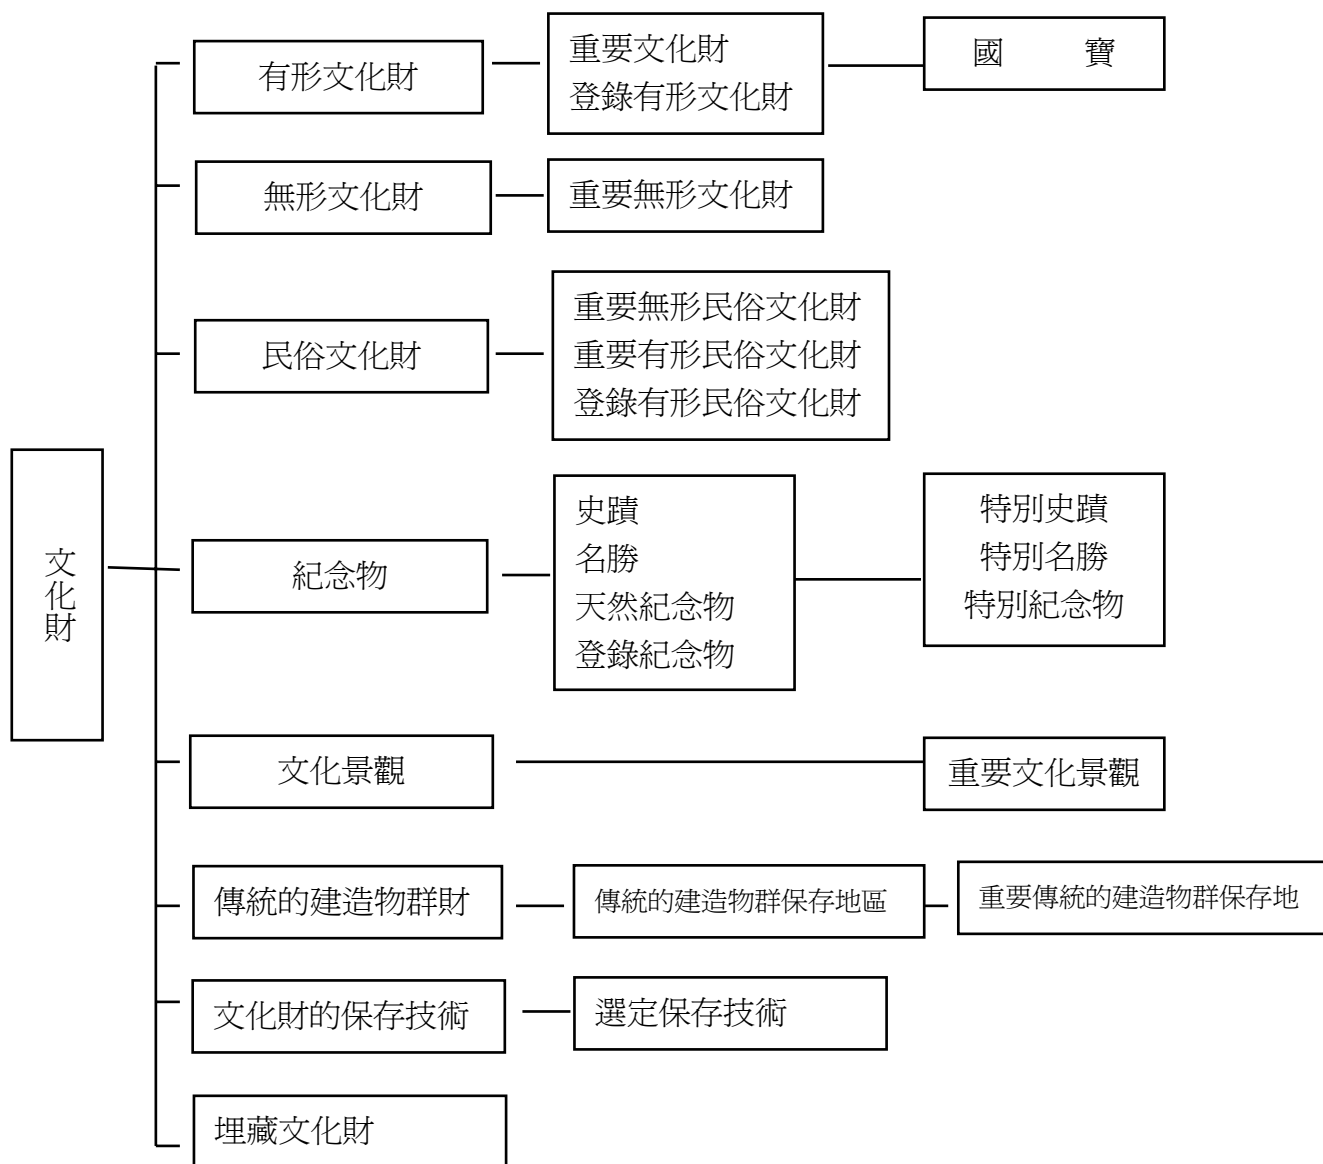 有形文化財
重要文化財
登錄有形文化財
國 寶
無形文化財
重要無形文化財
民俗文化財
重要無形民俗文化財
重要有形民俗文化財
登錄有形民俗文化財
文化財
紀念物
史蹟
名勝
天然紀念物
登錄紀念物
特別史蹟
特別名勝
特別紀念物
文化景觀
重要文化景觀
傳統的建造物群財
傳統的建造物群保存地區
重要傳統的建造物群保存地
文化財的保存技術
選定保存技術
埋藏文化財